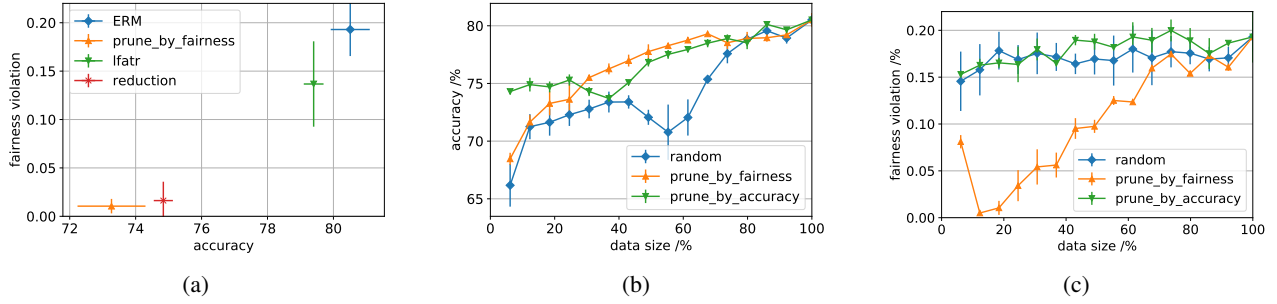 0.20
0.15
0.10
0.05
0.00
fairness violation
ERM
prune_by_fairness
lfatr
reduction
72 74 76 78 80
accuracy
(a)
80
75
70
65
accuracy /%
random
prune_by_fairness
prune_by_accuracy
0 20 40 60 80 100
data size /%
(b)
0.20
0.15
0.10
0.05
0.00
fairness violation /%
random
prune_by_fairness
prune_by_accuracy
0 20 40 60 80 100
data size /%
(c)